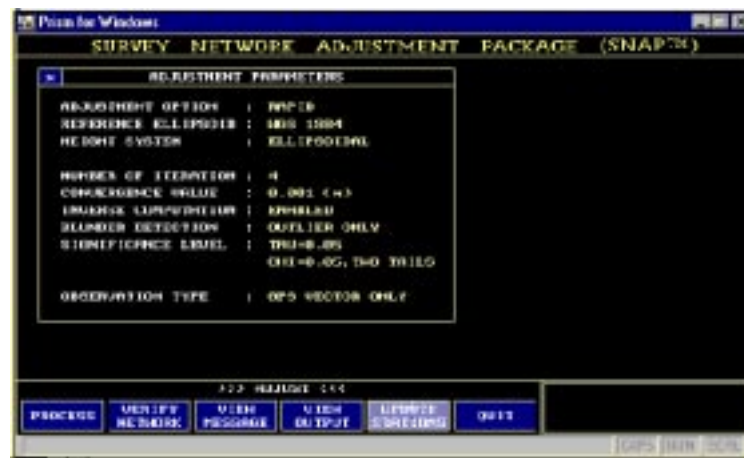 Prism for Windows
SURVEY NETWORK ADJUSTMENT PACKAGE (SNAP™)
ADJUSTMENT PARAMETERS
ADJUSTMENT OPTION : RAPID
REFERENCE ELLIPSOID : WGS 1984
HEIGHT SYSTEM : ELLIPSOIDAL
NUMBER OF ITERATION : 4
CONVERGENCE VALUE : 0.001 (m)
INVERSE COMPUTATION : ENABLED
BLUNDER DETECTION : OUTLIER ONLY
SIGNIFICANCE LEVEL : TAU=0.05
CHI=0.05,TWO TAILS
OBSERVATION TYPE : GPS VECTOR ONLY
>>> ADJUST <<<
PROCESS VERIFY NETWORK VIEW MESSAGE VIEW OUTPUT UPDATE STATIONS QUIT
CAPS NUM SCRL